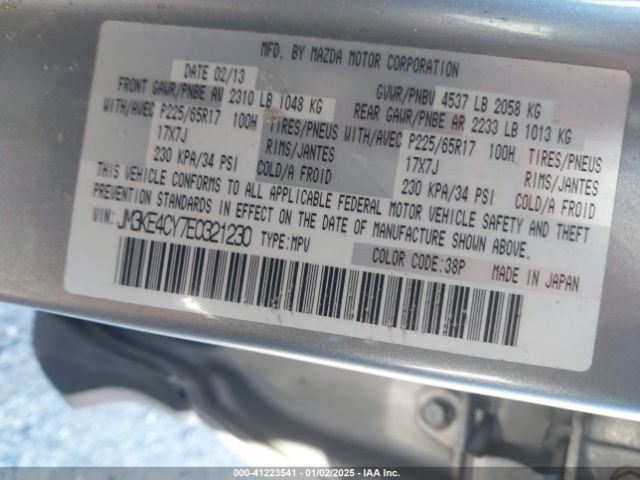 MFD. BY MAZDA MOTOR CORPORATION
DATE 02/13
GVWR/PNBV 4537 LB 2058 KG
FRONT GAWR/PNBE AV 2310 LB 1048 KG
REAR GAWR/PNBE AR 2233 LB 1013 KG
WITH/AVEC P225/65R17 100H TIRES/PNEUS
17X7J RIMS/JANTES
230 KPA/34 PSI COLD/A FROID
WITH/AVEC P225/65R17 100H TIRES/PNEUS
17X7J RIMS/JANTES
230 KPA/34 PSI COLD/A FROID
THIS VEHICLE CONFORMS TO ALL APPLICABLE FEDERAL MOTOR VEHICLE SAFETY AND THEFT
PREVENTION STANDARDS IN EFFECT ON THE DATE OF MANUFACTURE SHOWN ABOVE.
VIN: JM3KE4CY7E0321230 TYPE:MPV
COLOR CODE:38P MADE IN JAPAN
000-41223541 - 01/02/2025 - IAA Inc.